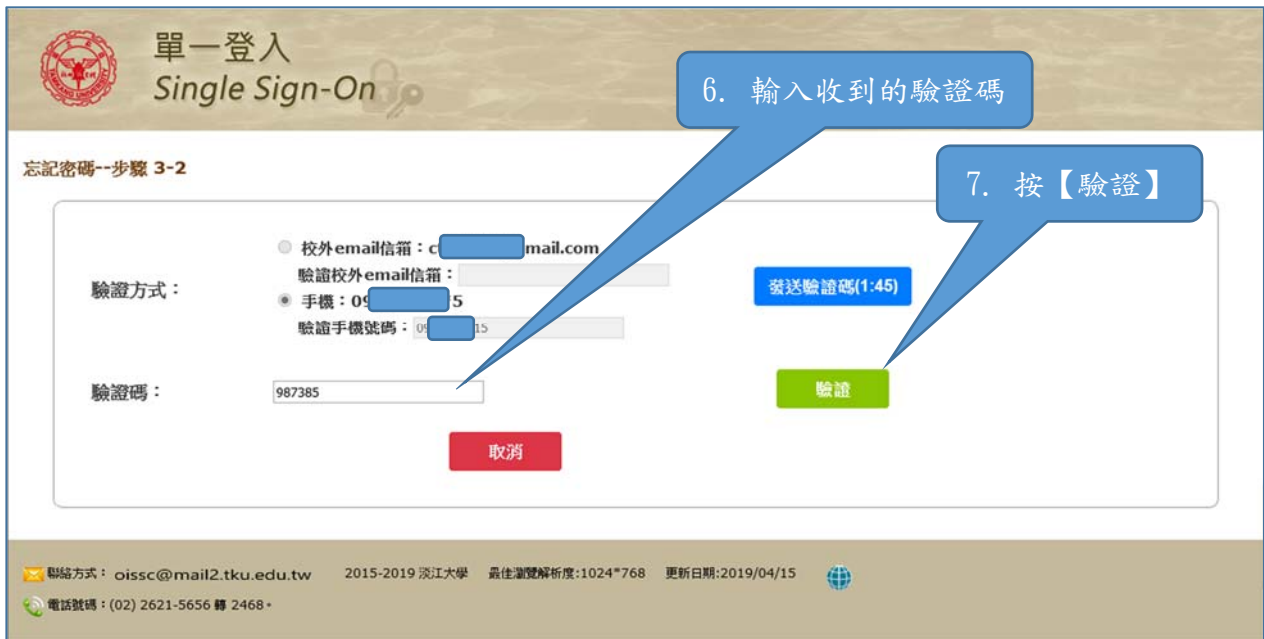 單一登入
Single Sign-On
6. 輸入收到的驗證碼
忘記密碼--步驟 3-2
7. 按【驗證】
校外email信箱:c mail.com
驗證校外email信箱:
驗證方式:
發送驗證碼(1:45)
手機:09 5
驗證手機號碼:09 15
驗證碼:
987385
驗證
取消
聯絡方式: oissc@mail2.tku.edu.tw 2015-2019 淡江大學 最佳瀏覽解析度:1024*768 更新日期:2019/04/15
電話號碼:(02) 2621-5656 轉 2468。